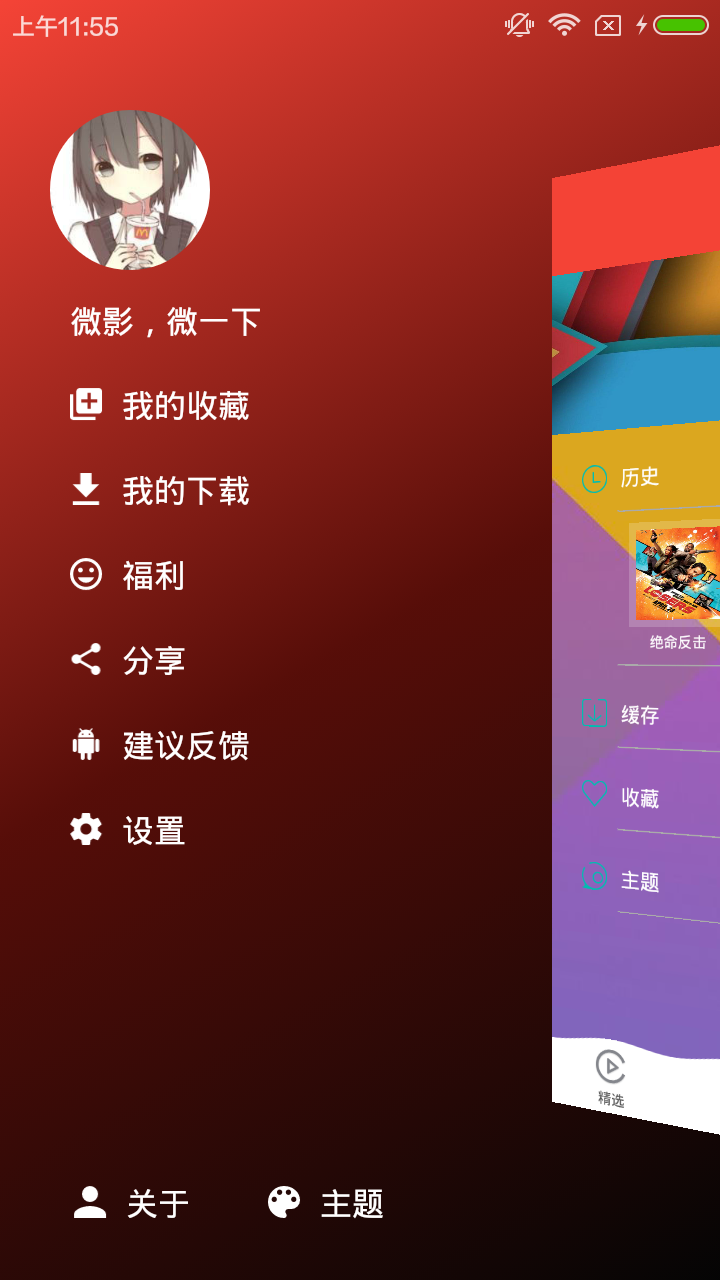 上午11:55
微影，微一下
我的收藏
我的下载
福利
分享
建议反馈
设置
关于
主题
历史
LOSERS
绝命反击
缓存
收藏
主题
精选